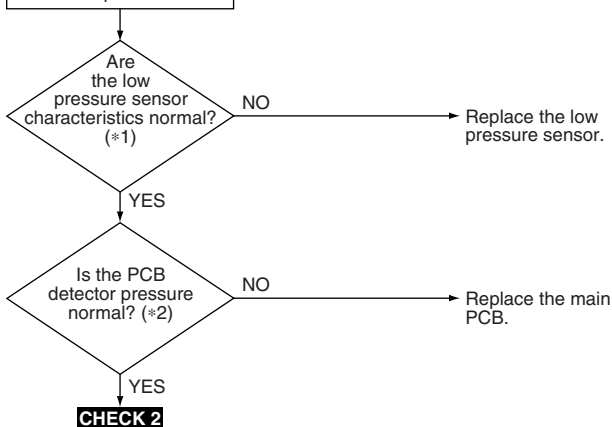 Are
the low
pressure sensor
characteristics normal?
(*1)
NO
Replace the low
pressure sensor.
YES
Is the PCB
detector pressure
normal? (*2)
NO
Replace the main
PCB.
YES
CHECK 2